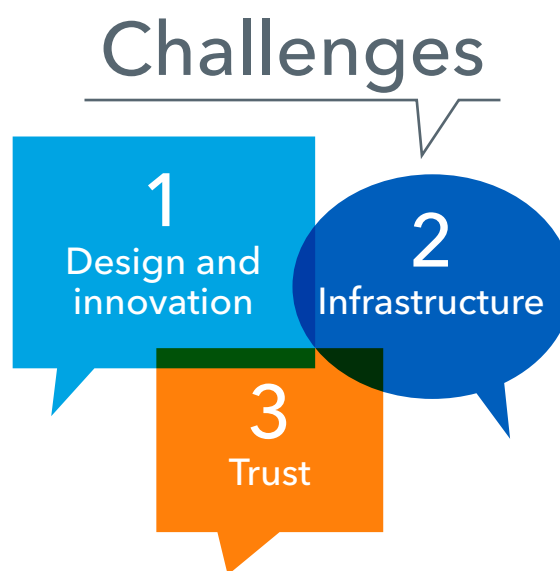 Challenges
1
Design and
innovation
2
Infrastructure
3
Trust